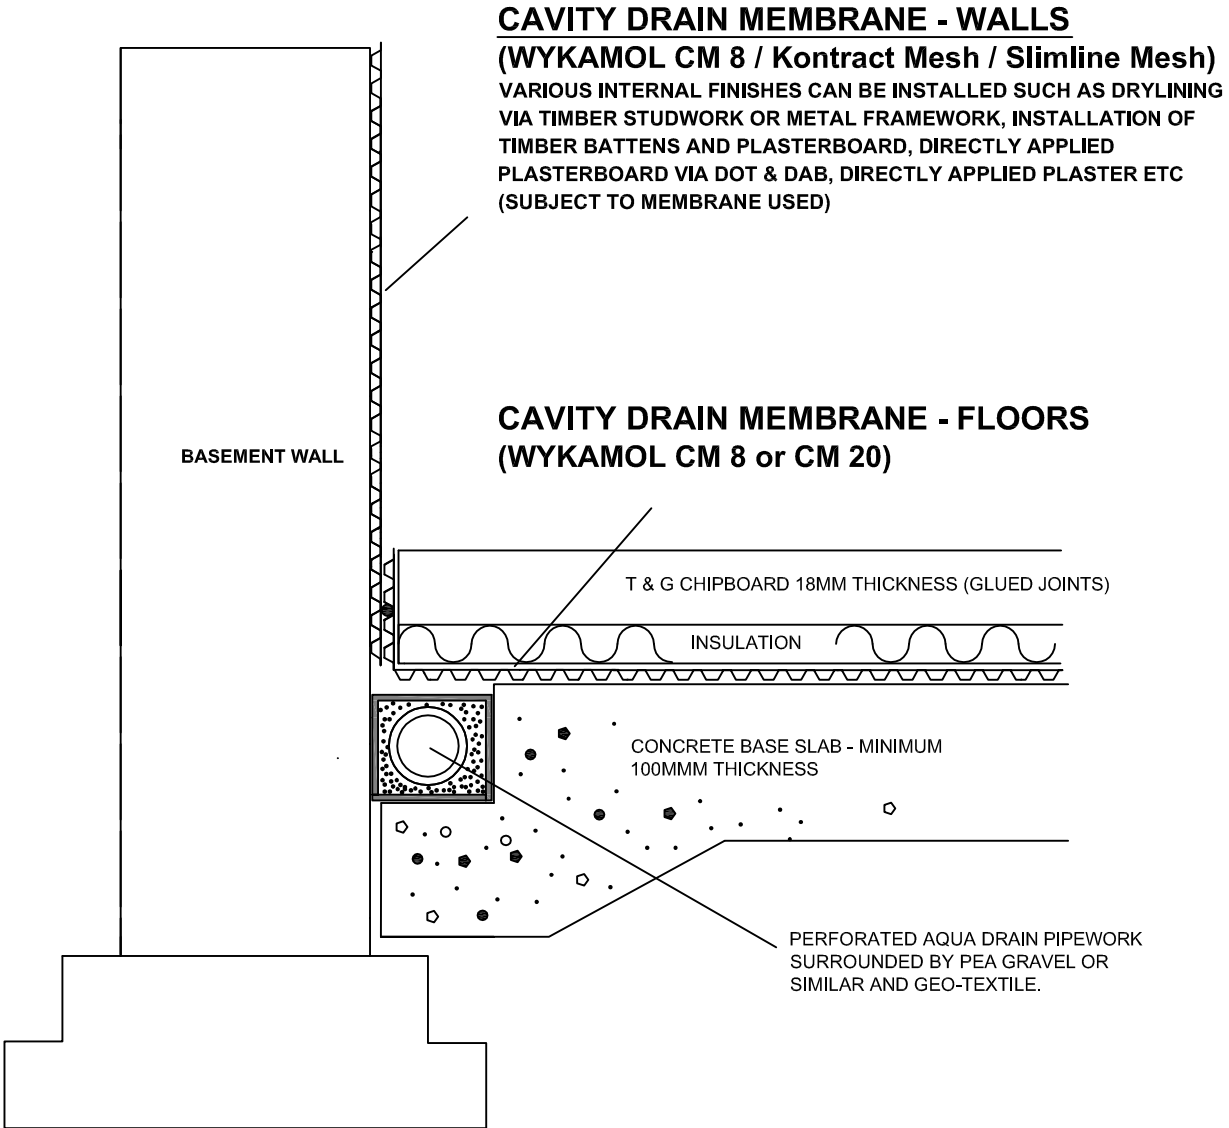 CAVITY DRAIN MEMBRANE - WALLS
(WYKAMOL CM 8 / Kontract Mesh / Slimline Mesh)
VARIOUS INTERNAL FINISHES CAN BE INSTALLED SUCH AS DRYLINING
VIA TIMBER STUDWORK OR METAL FRAMEWORK, INSTALLATION OF
TIMBER BATTENS AND PLASTERBOARD, DIRECTLY APPLIED
PLASTERBOARD VIA DOT & DAB, DIRECTLY APPLIED PLASTER ETC
(SUBJECT TO MEMBRANE USED)
CAVITY DRAIN MEMBRANE - FLOORS
(WYKAMOL CM 8 or CM 20)
BASEMENT WALL
T & G CHIPBOARD 18MM THICKNESS (GLUED JOINTS)
INSULATION
CONCRETE BASE SLAB - MINIMUM
100MMM THICKNESS
PERFORATED AQUA DRAIN PIPEWORK
SURROUNDED BY PEA GRAVEL OR
SIMILAR AND GEO-TEXTILE.